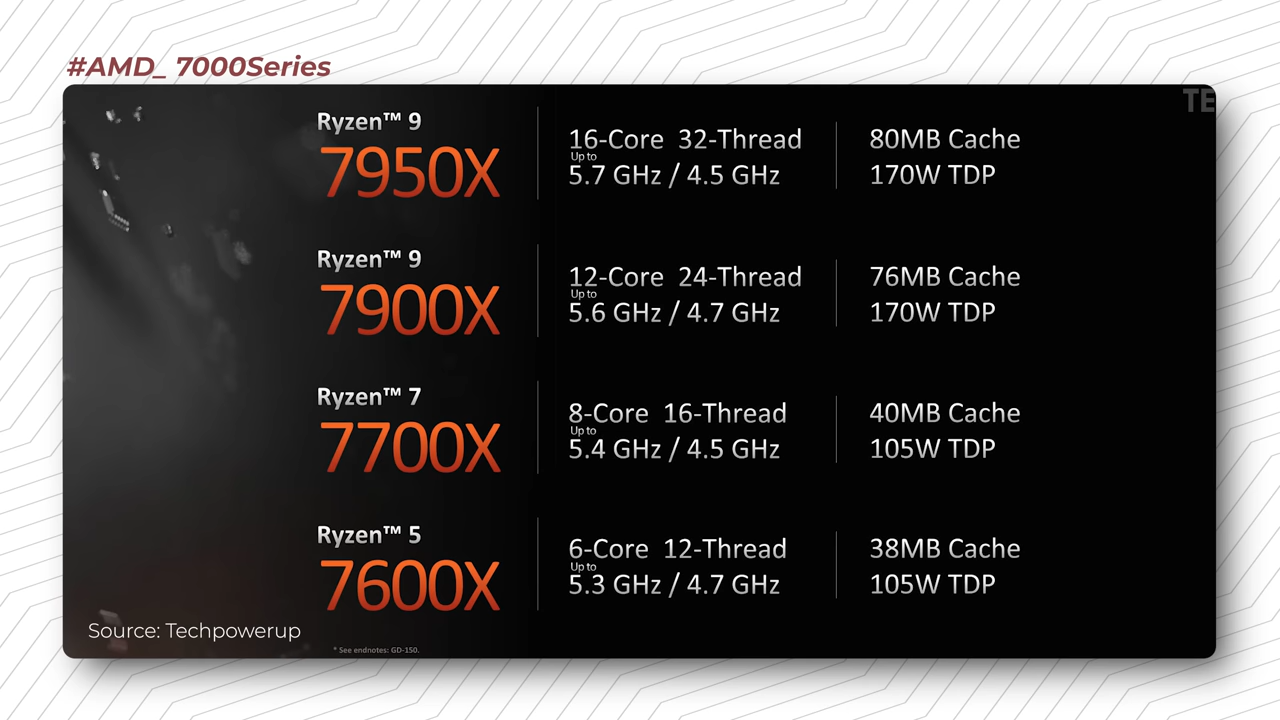 #AMD_ 7000Series
TE
Ryzen™ 9
7950X
16-Core 32-Thread
Up to
5.7 GHz / 4.5 GHz
80MB Cache
170W TDP
Ryzen™ 9
7900X
12-Core 24-Thread
Up to
5.6 GHz / 4.7 GHz
76MB Cache
170W TDP
Ryzen™ 7
7700X
8-Core 16-Thread
Up to
5.4 GHz / 4.5 GHz
40MB Cache
105W TDP
Ryzen™ 5
7600X
6-Core 12-Thread
Up to
5.3 GHz / 4.7 GHz
38MB Cache
105W TDP
Source: Techpowerup
* See endnotes: GD-150.